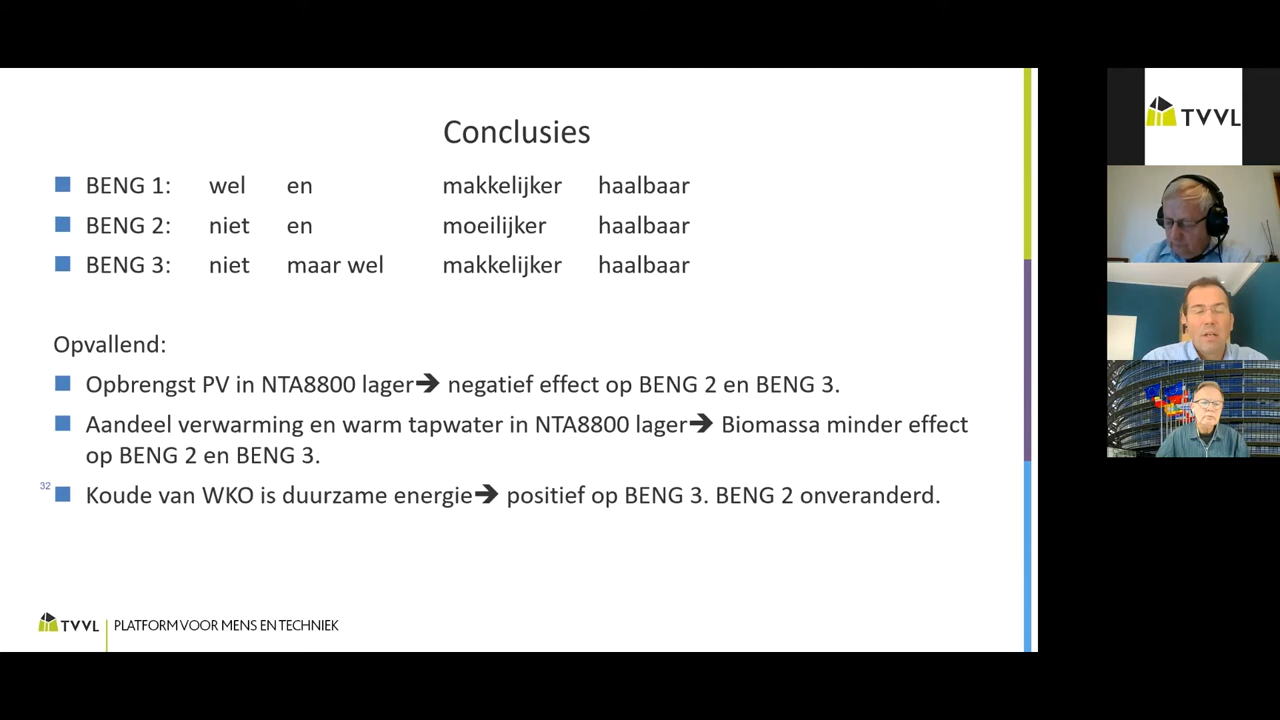 Conclusies
BENG 1: wel en makkelijker haalbaar
BENG 2: niet en moeilijker haalbaar
BENG 3: niet maar wel makkelijker haalbaar
Opvallend:
Opbrengst PV in NTA8800 lager➔ negatief effect op BENG 2 en BENG 3.
Aandeel verwarming en warm tapwater in NTA8800 lager➔ Biomassa minder effect
op BENG 2 en BENG 3.
32
Koude van WKO is duurzame energie➔ positief op BENG 3. BENG 2 onveranderd.
TVVL PLATFORM VOOR MENS EN TECHNIEK
TVVL